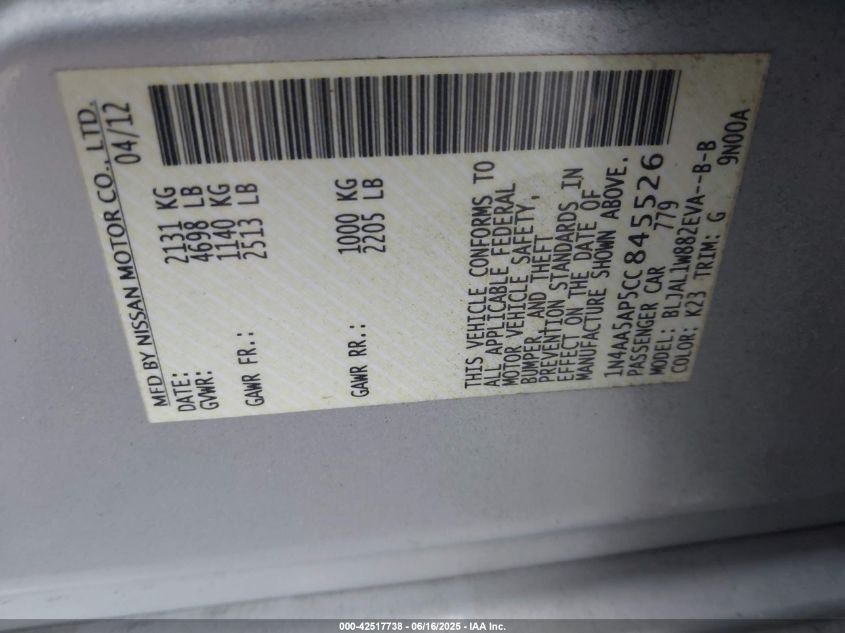 MFD BY NISSAN MOTOR CO., LTD.
DATE: 04/12
GVWR: 2131 KG
4698 LB
GAWR FR.: 1140 KG
2513 LB
GAWR RR.: 1000 KG
2205 LB
THIS VEHICLE CONFORMS TO
ALL APPLICABLE FEDERAL
MOTOR VEHICLE SAFETY,
BUMPER, AND THEFT
PREVENTION STANDARDS IN
EFFECT ON THE DATE OF
MANUFACTURE SHOWN ABOVE.
1N4AA5AP5CC845526
PASSENGER CAR 779
MODEL: BLJAL1W882EVA--B-B
COLOR: K23 TRIM: G 9N00A
000-42517738 - 06/16/2025 - IAA Inc.